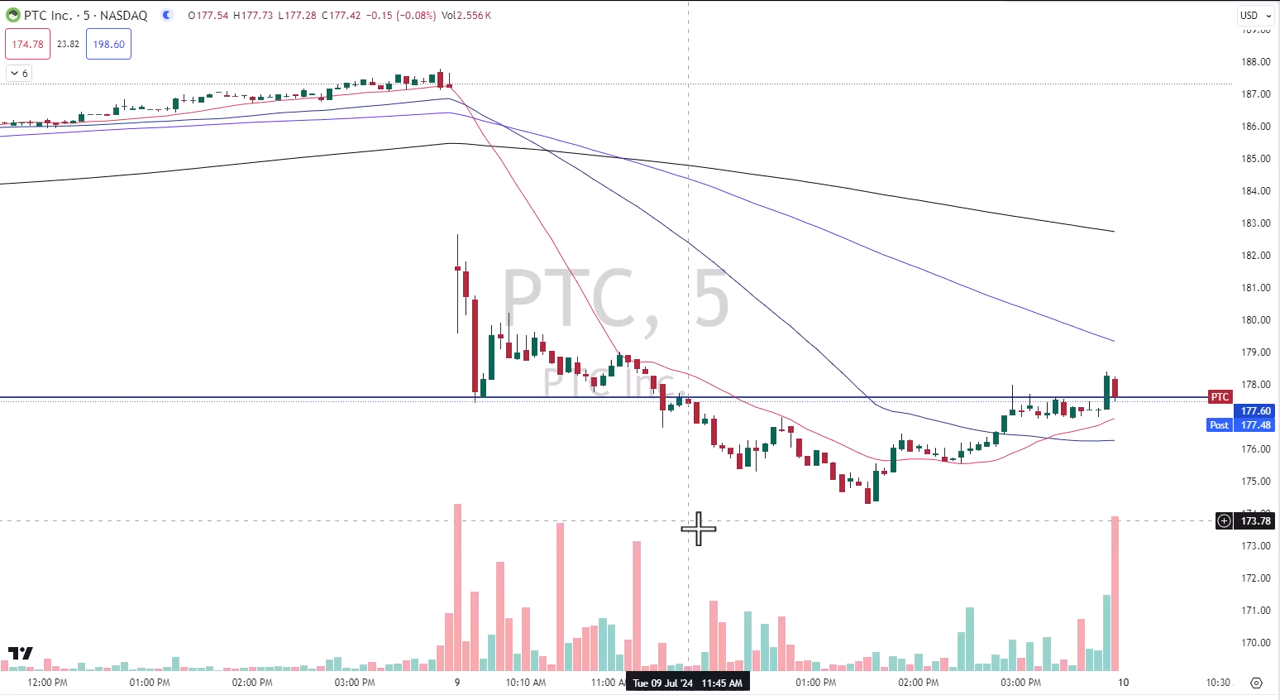 PTC Inc. · 5 · NASDAQ O177.54 H177.73 L177.28 C177.42 −0.15 (−0.08%) Vol2.556K
USD
174.78 23.82 198.60
6
189.00
188.00
187.00
186.00
185.00
184.00
183.00
182.00
181.00
180.00
179.00
178.00
PTC, 5
PTC Inc.
PTC
177.60
Post 177.48
176.00
175.00
173.78
173.00
172.00
171.00
170.00
12:00 PM 01:00 PM 02:00 PM 03:00 PM 9 10:10 AM 11:00 A Tue 09 Jul '24 11:45 AM 01:00 PM 02:00 PM 03:00 PM 10 10:30